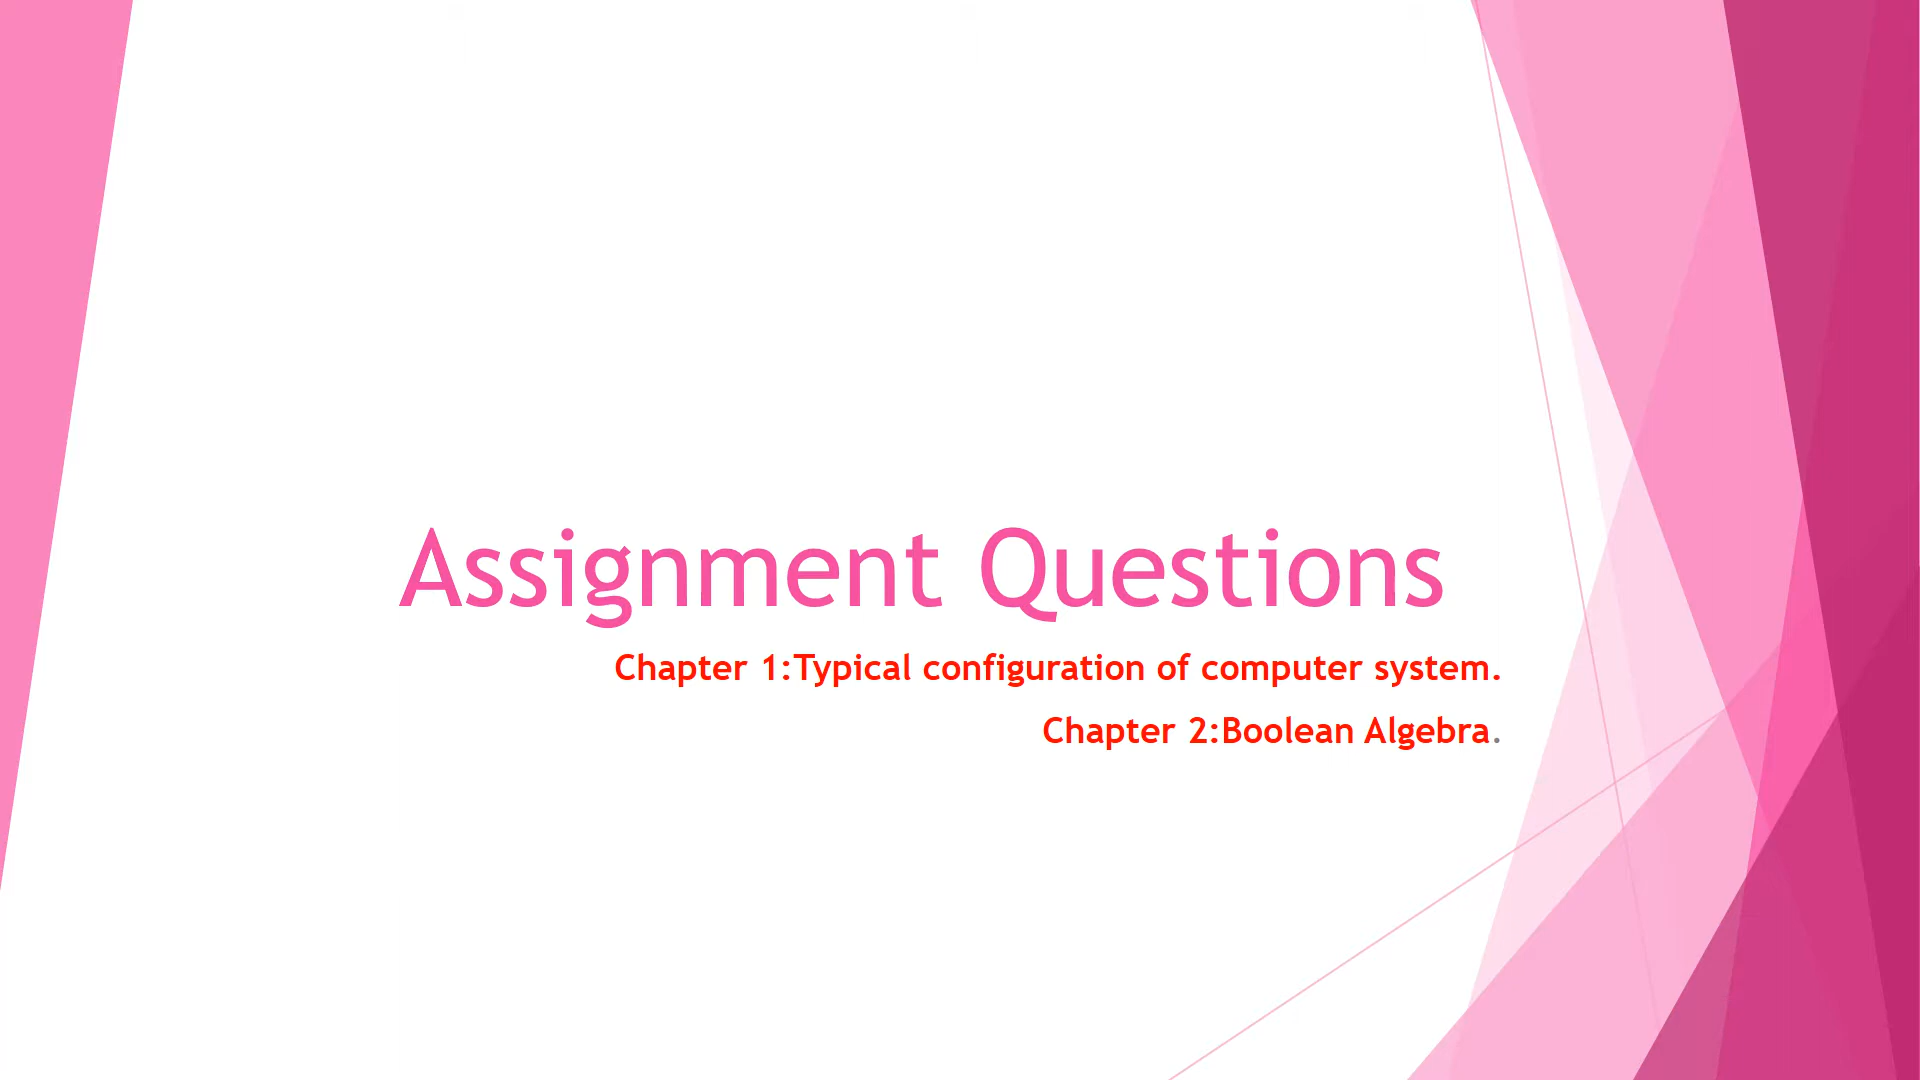 Assignment Questions
Chapter 1:Typical configuration of computer system.
Chapter 2:Boolean Algebra.